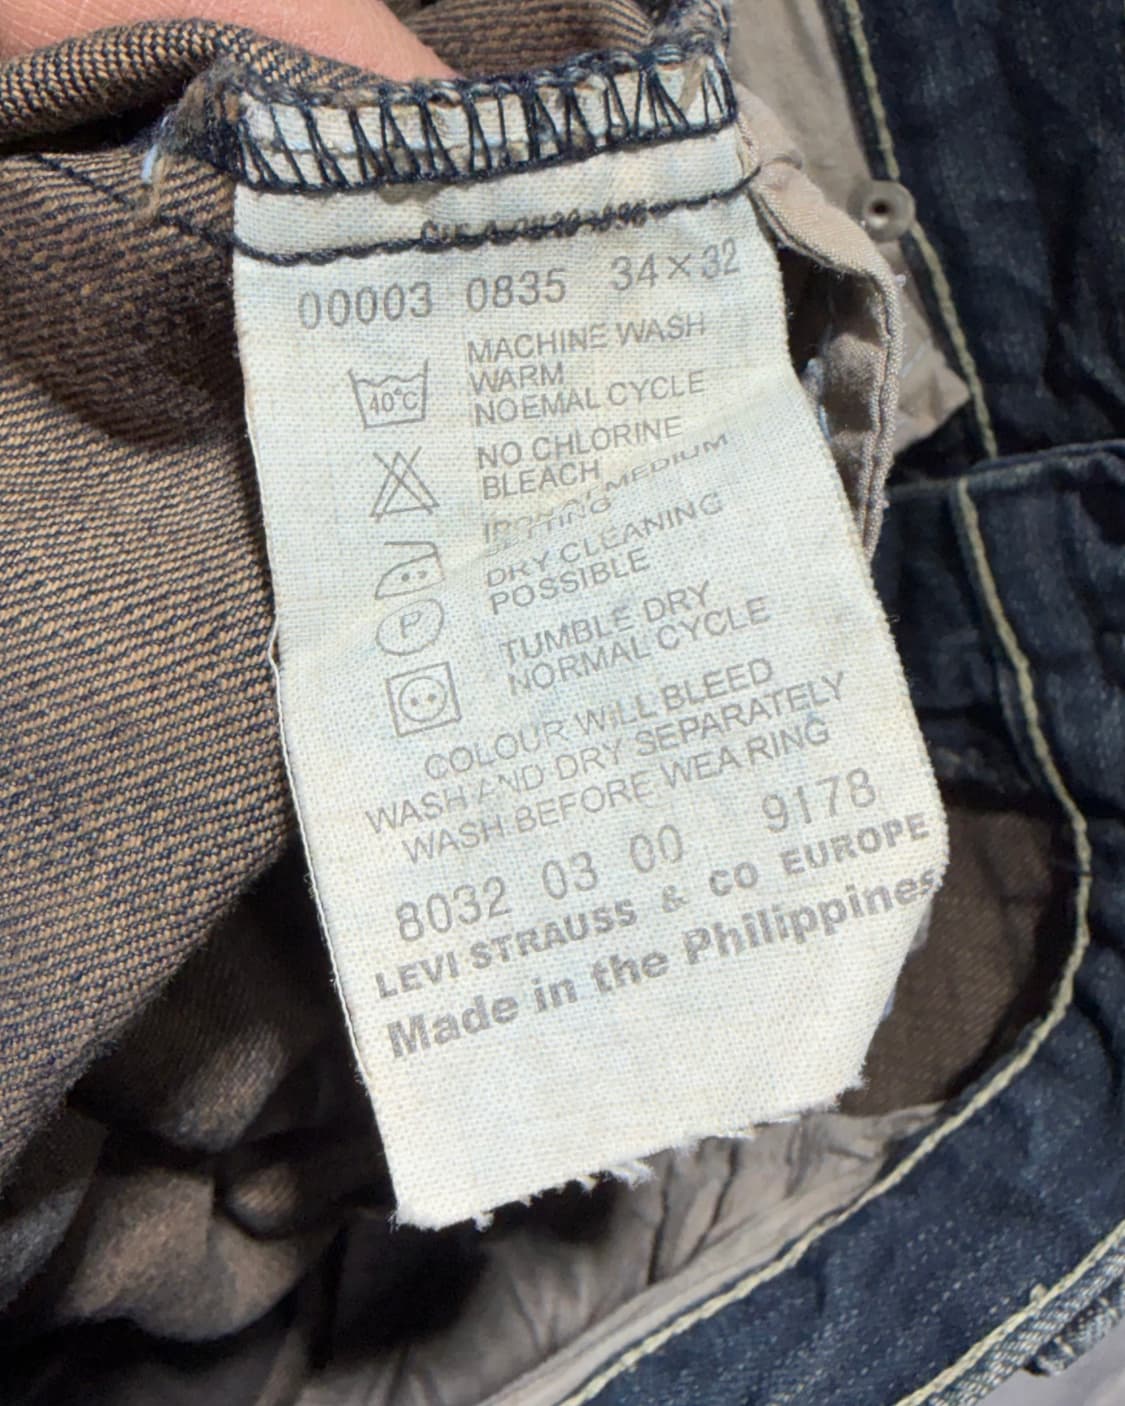 00003 0835 34×32
40°C
MACHINE WASH
WARM
NOEMAL CYCLE
NO CHLORINE
BLEACH
MEDIUM
DRY CLEANING
POSSIBLE
P
TUMBLE DRY
NORMAL CYCLE
COLOUR WILL BLEED
WASH AND DRY SEPARATELY
WASH BEFORE WEARING
8032 03 00 9178
LEVI STRAUSS & CO EUROPE
Made in the Philippines